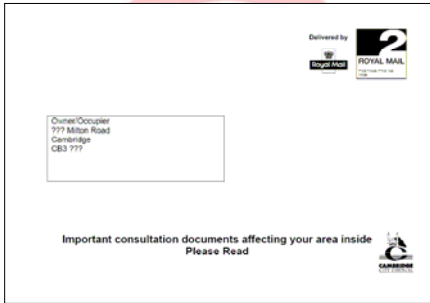 Delivered by
Royal Mail
2
ROYAL MAIL
Owner/Occupier
??? Milton Road
Cambridge
CB3 ???
Important consultation documents affecting your area inside
Please Read
CAMBRIDGE
CITY COUNCIL